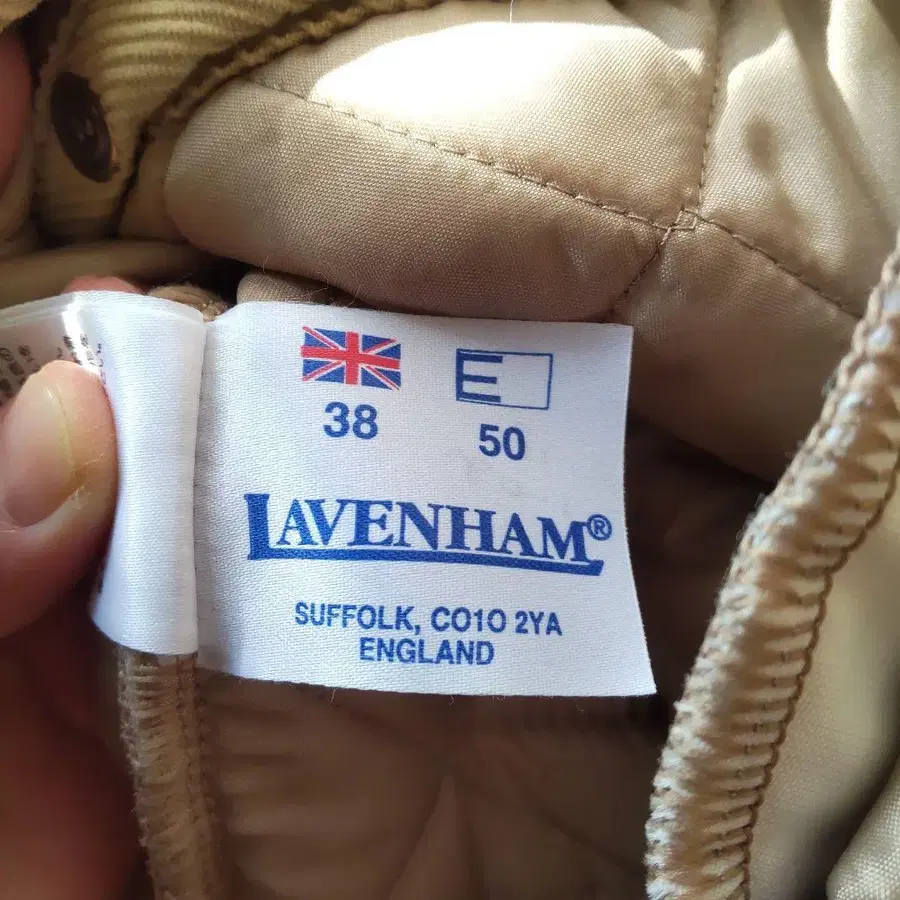 38
E
50
LAVENHAM®
SUFFOLK, CO10 2YA
ENGLAND